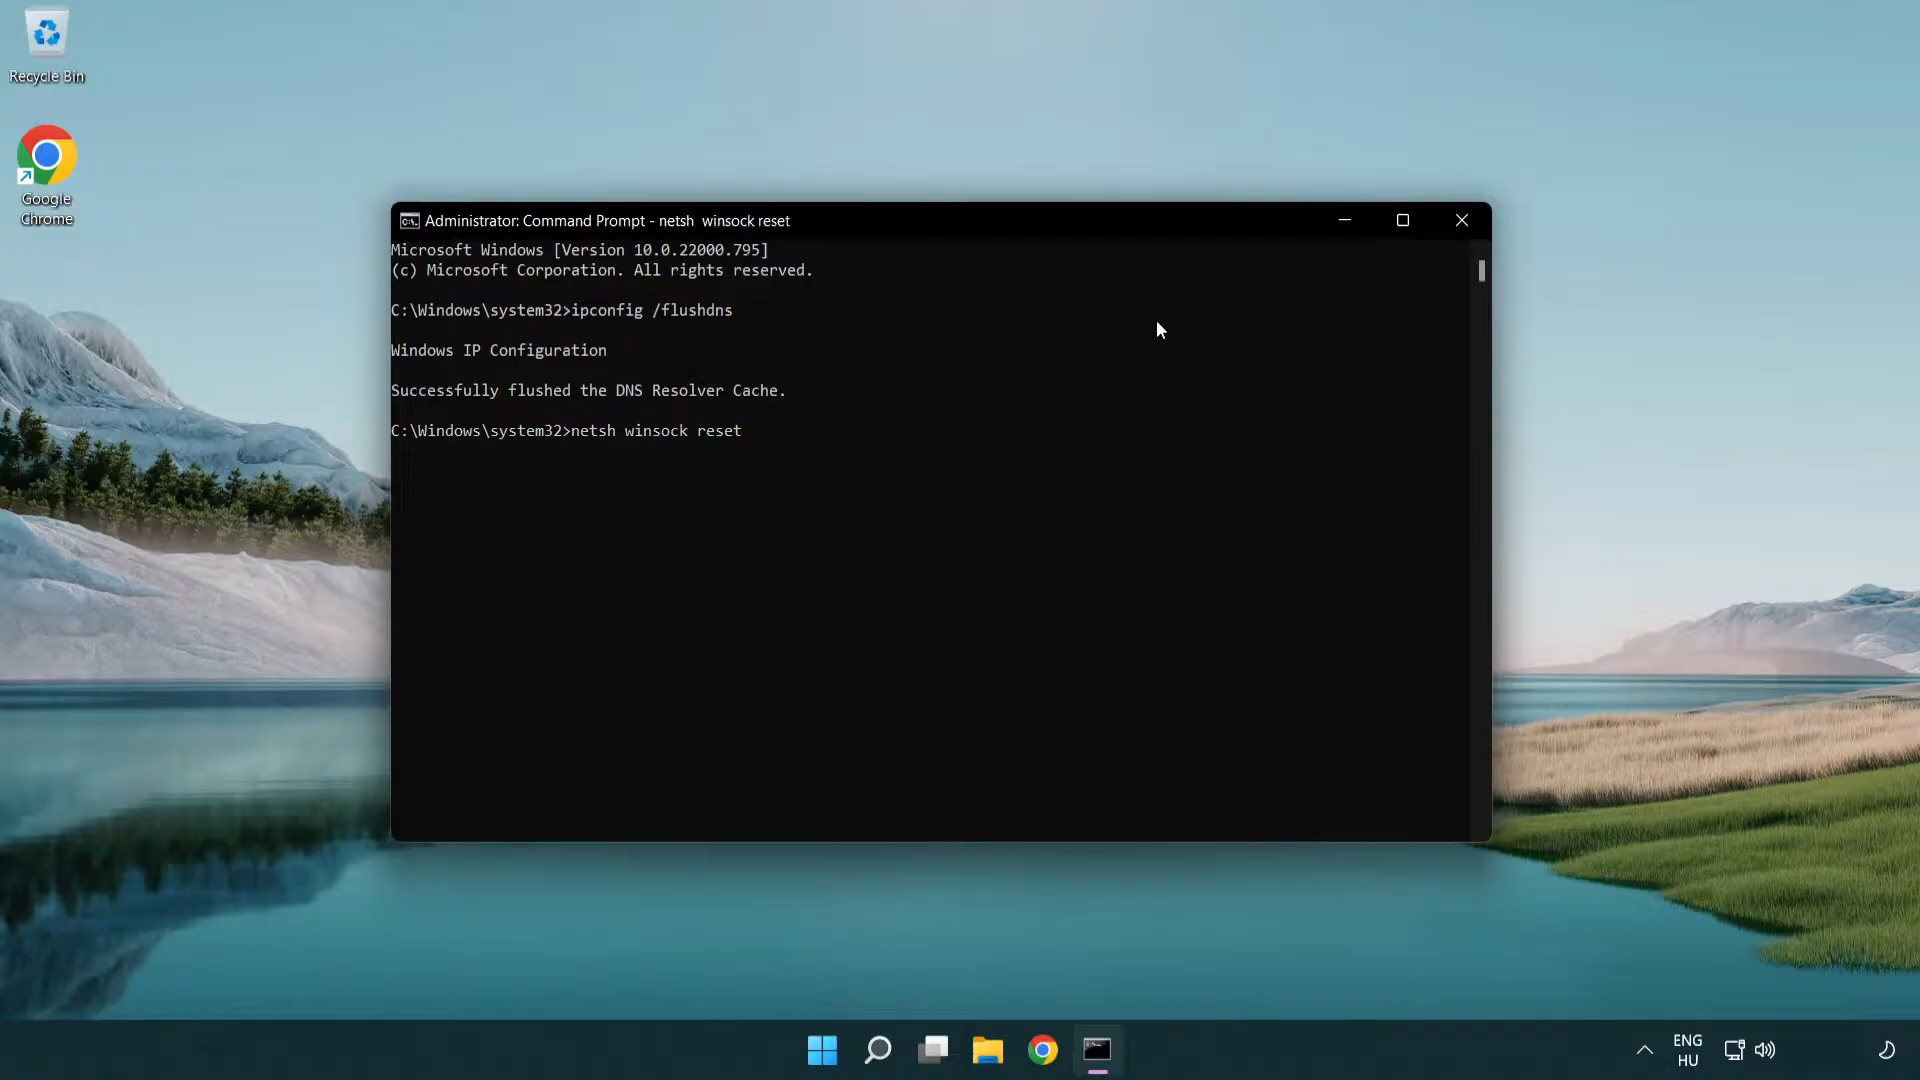 Recycle Bin
Google
Chrome
Administrator: Command Prompt - netsh  winsock reset
Microsoft Windows [Version 10.0.22000.795]
(c) Microsoft Corporation. All rights reserved.
C:\Windows\system32>ipconfig /flushdns
Windows IP Configuration
Successfully flushed the DNS Resolver Cache.
C:\Windows\system32>netsh winsock reset
ENG
HU